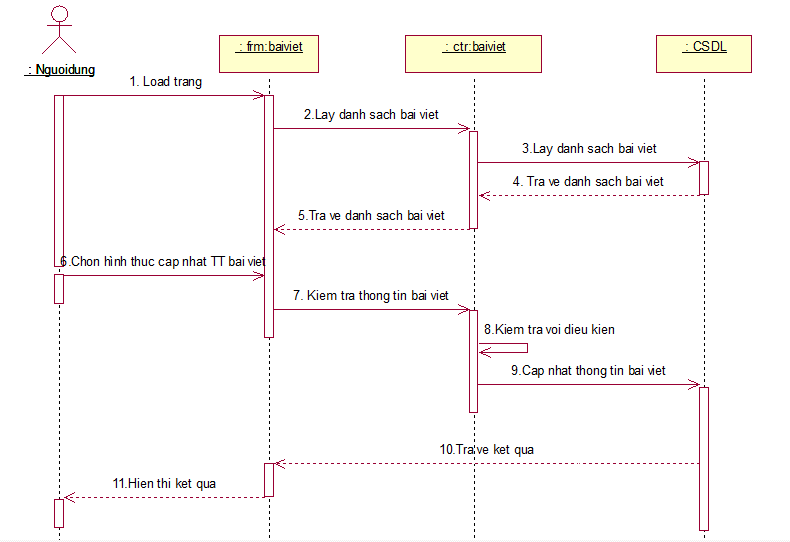 : frm:baiviet
: ctr:baiviet
: CSDL
: Nguoidung
1. Load trang
2.Lay danh sach bai viet
3.Lay danh sach bai viet
4. Tra ve danh sach bai viet
5.Tra ve danh sach bai viet
6.Chon hình thuc cap nhat TT bai viet
7. Kiem tra thong tin bai viet
8.Kiem tra voi dieu kien
9.Cap nhat thong tin bai viet
10.Tra ve ket qua
11.Hien thi ket qua